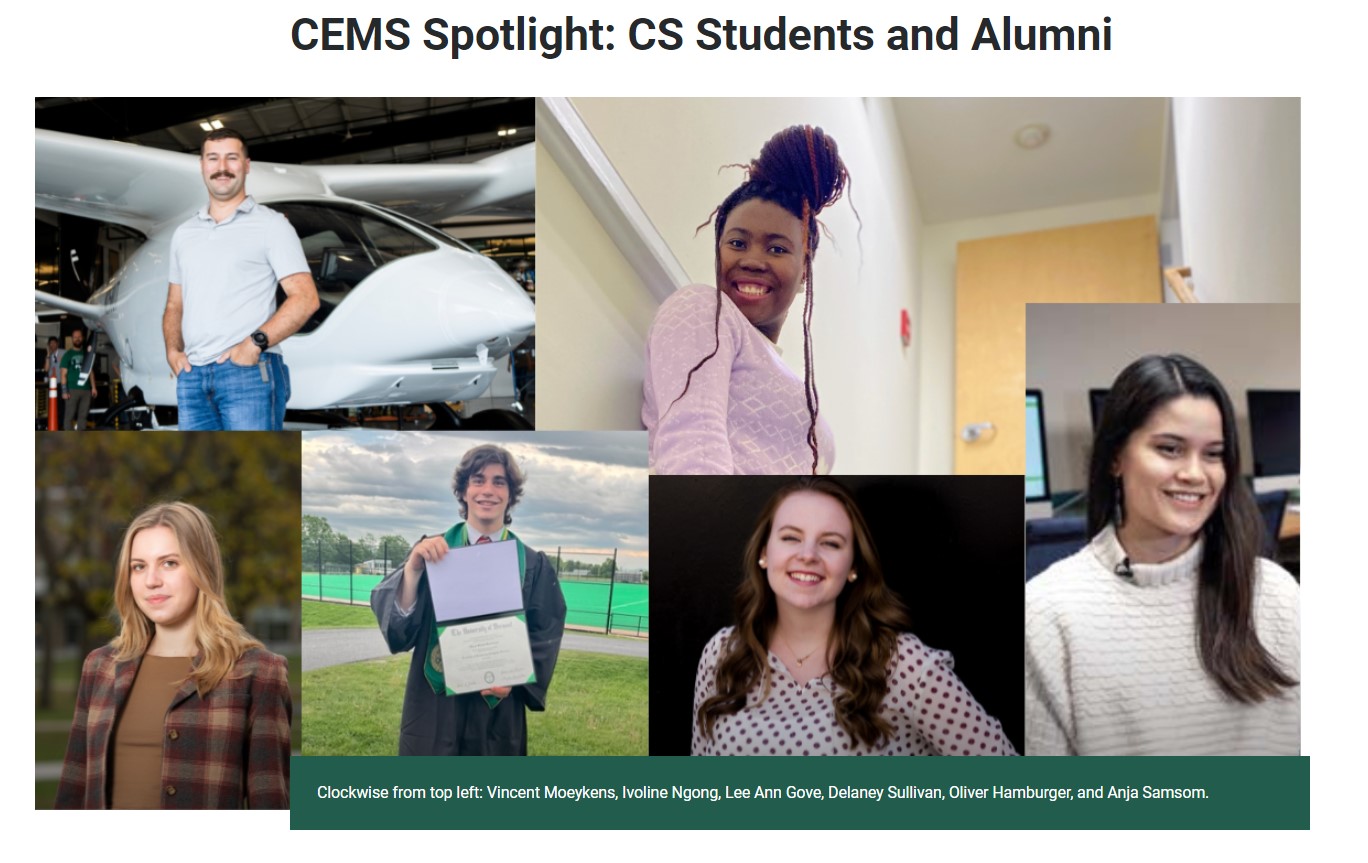 CEMS Spotlight: CS Students and Alumni
The University of Vermont
Clockwise from top left: Vincent Moeykens, Ivoline Ngong, Lee Ann Gove, Delaney Sullivan, Oliver Hamburger, and Anja Samsom.